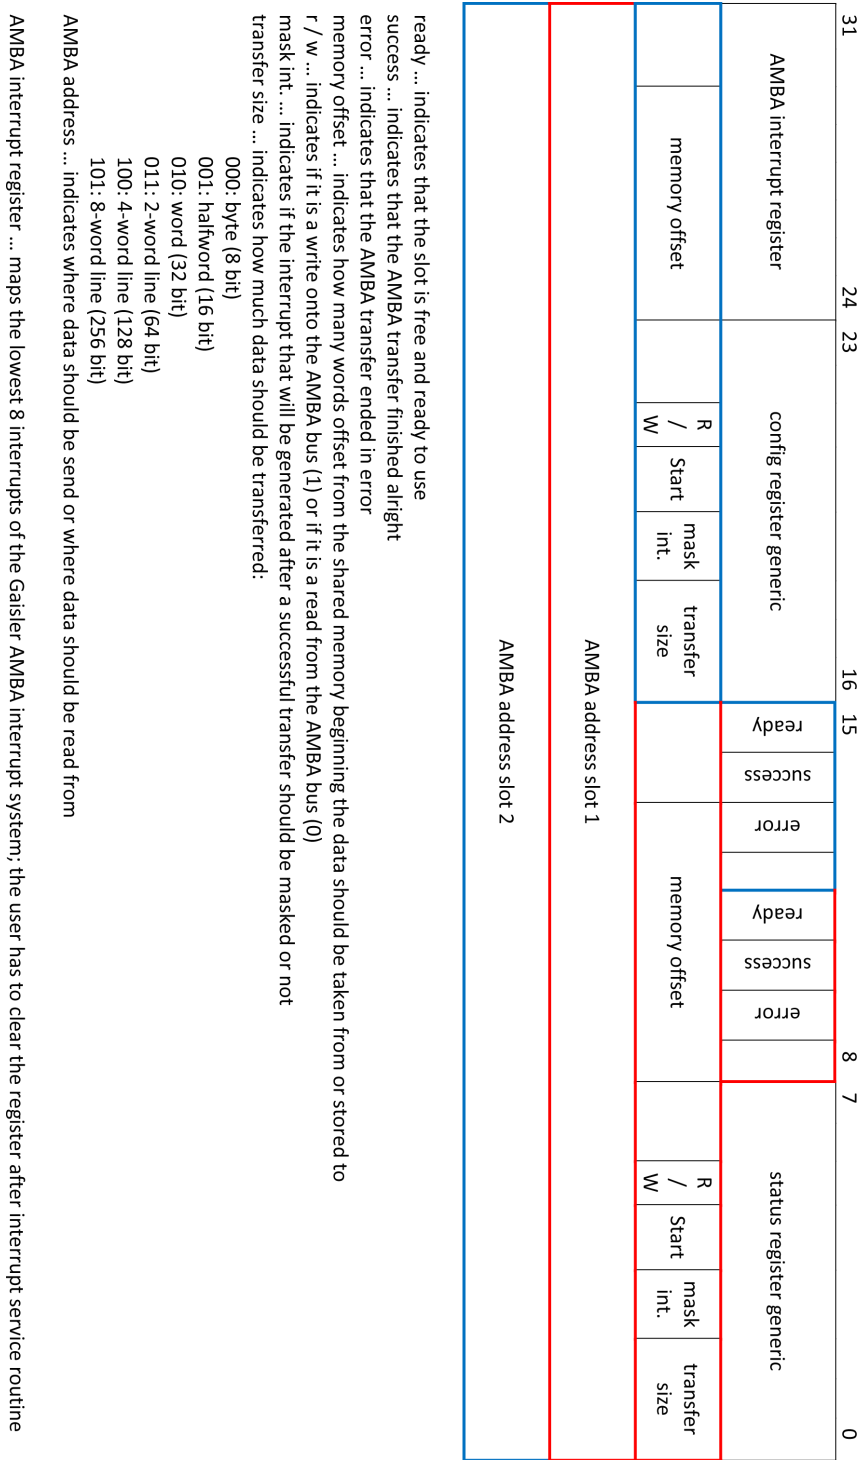 31 24 23 16 15 8 7 0
AMBA interrupt register config register generic ready success error ready success error status register generic
memory offset R / W Start mask int. transfer size memory offset R / W Start mask int. transfer size
AMBA address slot 1
AMBA address slot 2
ready ... indicates that the slot is free and ready to use
success ... indicates that the AMBA transfer finished alright
error ... indicates that the AMBA transfer ended in error
memory offset ... indicates how many words offset from the shared memory beginning the data should be taken from or stored to
r / w ... indicates if it is a write onto the AMBA bus (1) or if it is a read from the AMBA bus (0)
mask int. ... indicates if the interrupt that will be generated after a successful transfer should be masked or not
transfer size ... indicates how much data should be transferred:
000: byte (8 bit)
001: halfword (16 bit)
010: word (32 bit)
011: 2-word line (64 bit)
100: 4-word line (128 bit)
101: 8-word line (256 bit)
AMBA address ... indicates where data should be send or where data should be read from
AMBA interrupt register ... maps the lowest 8 interrupts of the Gaisler AMBA interrupt system; the user has to clear the register after interrupt service routine